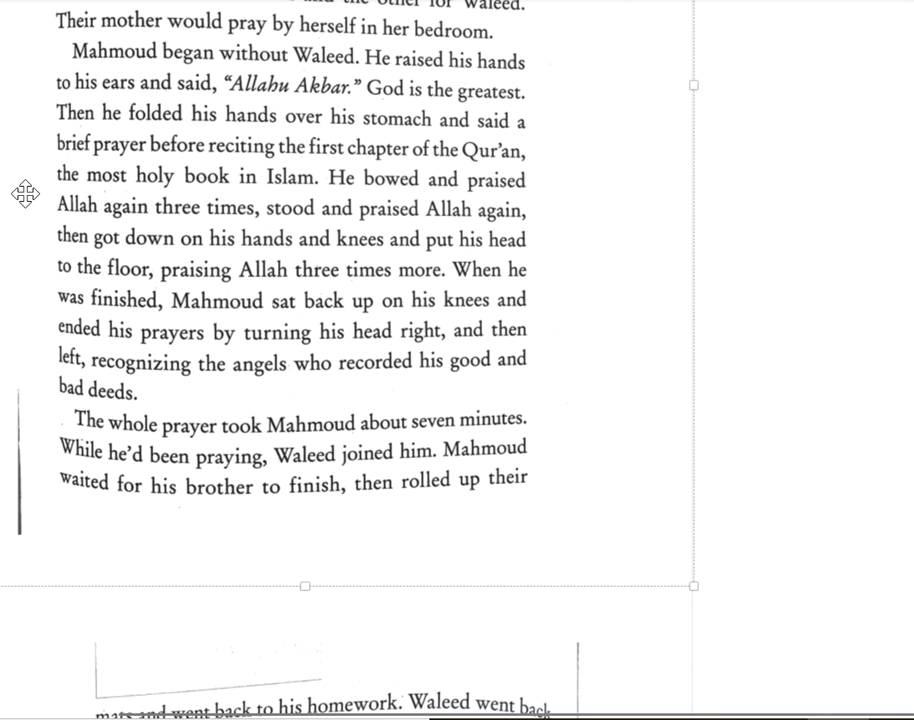 the other for Waleed.
Their mother would pray by herself in her bedroom.
Mahmoud began without Waleed. He raised his hands
to his ears and said, “Allahu Akbar.” God is the greatest.
Then he folded his hands over his stomach and said a
brief prayer before reciting the first chapter of the Qur’an,
the most holy book in Islam. He bowed and praised
Allah again three times, stood and praised Allah again,
then got down on his hands and knees and put his head
to the floor, praising Allah three times more. When he
was finished, Mahmoud sat back up on his knees and
ended his prayers by turning his head right, and then
left, recognizing the angels who recorded his good and
bad deeds.
The whole prayer took Mahmoud about seven minutes.
While he’d been praying, Waleed joined him. Mahmoud
waited for his brother to finish, then rolled up their
mats and went back to his homework. Waleed went back